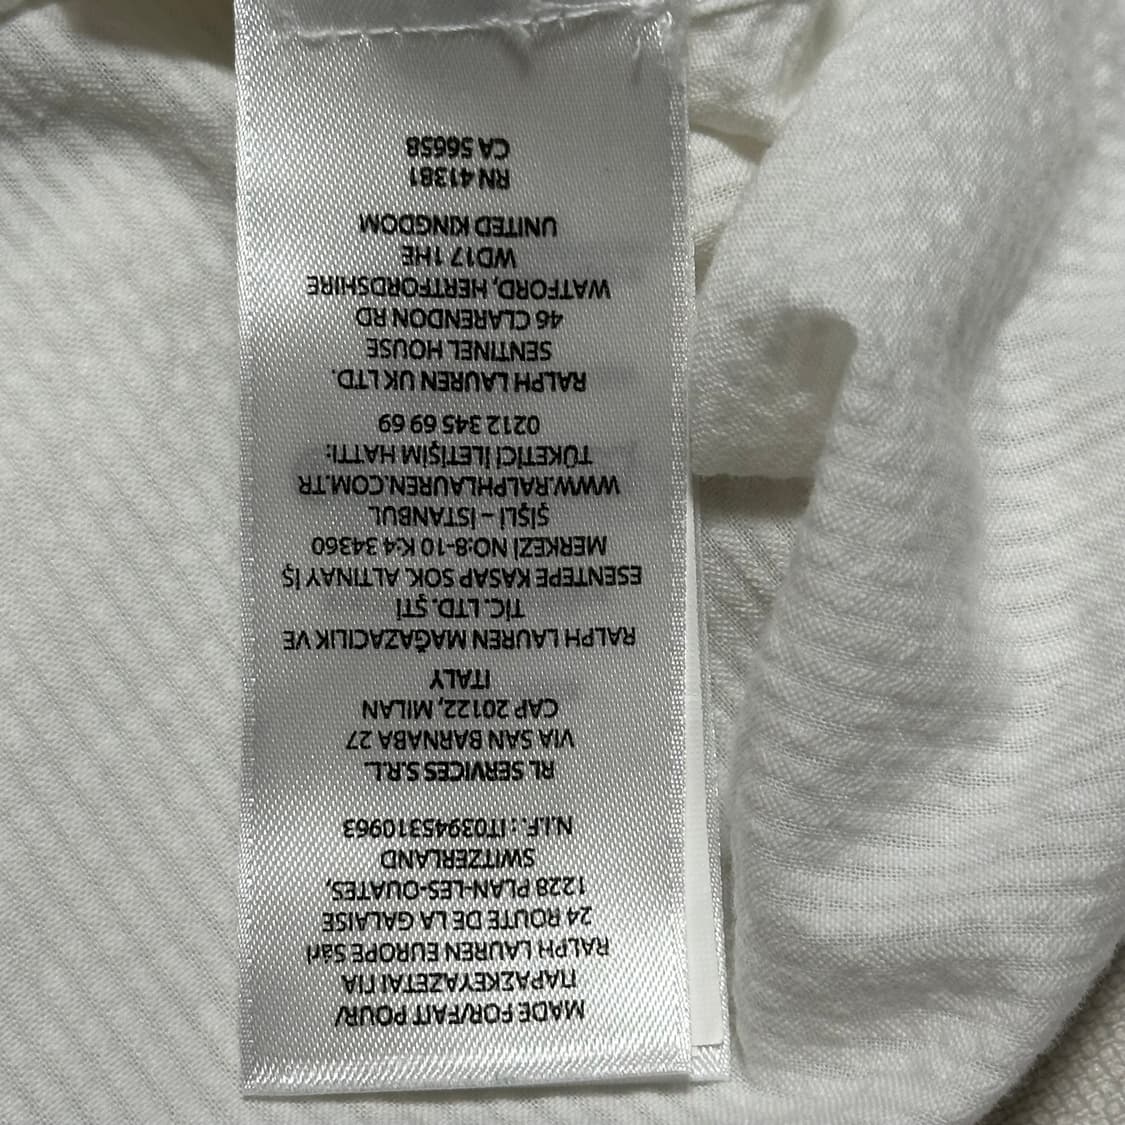 MADE FOR/FAIT POUR/
ΠΑΡΑΣΚΕΥΑΖΕΤΑΙ ΓΙΑ
RALPH LAUREN EUROPE Sàrl
24 ROUTE DE LA GALAISE
1228 PLAN-LES-OUATES,
SWITZERLAND
N.I.F.: IT03945310963
RL SERVICES S.R.L.
VIA SAN BARNABA 27
CAP 20122, MILAN
ITALY
RALPH LAUREN MAĞAZACILIK VE
TİC. LTD. ŞTİ
ESENTEPE KASAP SOK. ALTINAY İŞ
MERKEZİ NO:8-10 K:4 34360
ŞİŞLİ – ISTANBUL
WWW.RALPHLAUREN.COM.TR
TÜKETİCİ İLETİŞİM HATTI:
0212 345 69 69
RALPH LAUREN UK LTD.
SENTINEL HOUSE
46 CLARENDON RD
WATFORD, HERTFORDSHIRE
WD17 1HE
UNITED KINGDOM
RN 41381
CA 56658